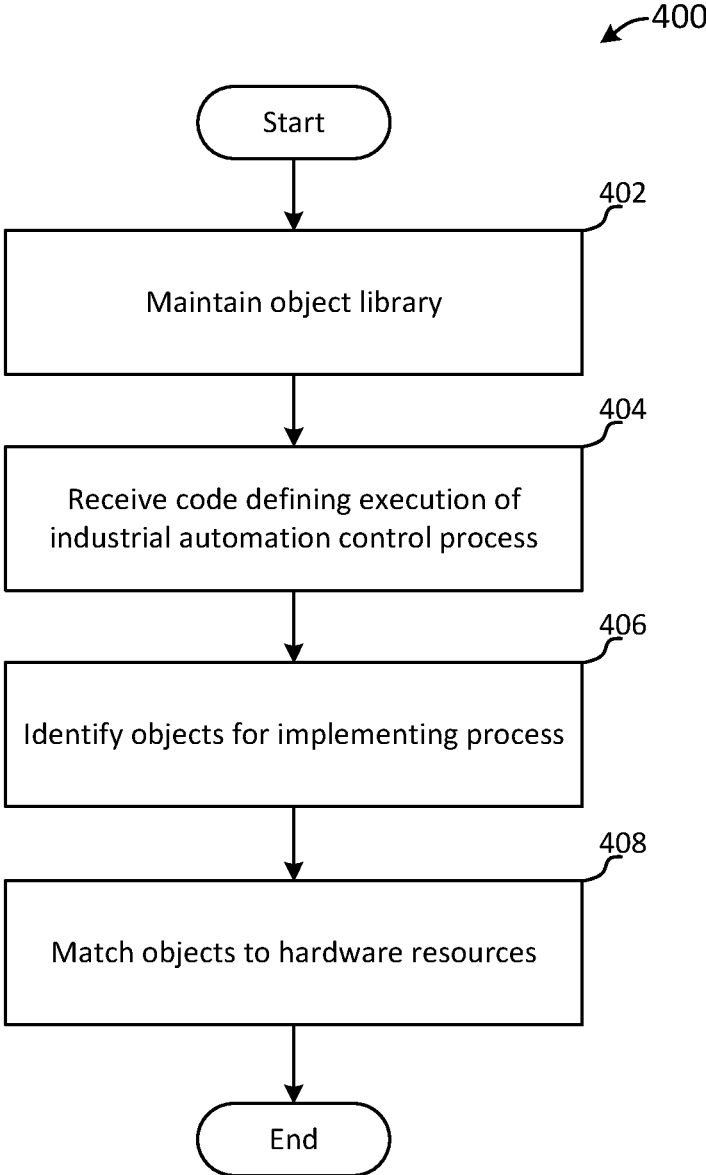 400
Start
402
Maintain object library
404
Receive code defining execution of
industrial automation control process
406
Identify objects for implementing process
408
Match objects to hardware resources
End